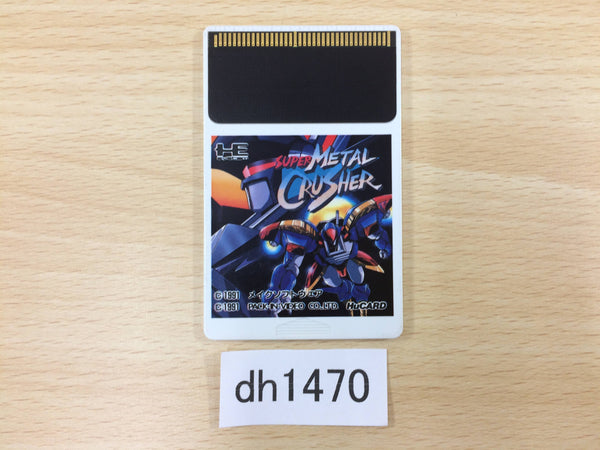 HE
SUPER METAL
CRUSHER
©1991 メイクソフトウェア
©1991 PACK-IN-VIDEO CO.,LTD. HuCARD
dh1470